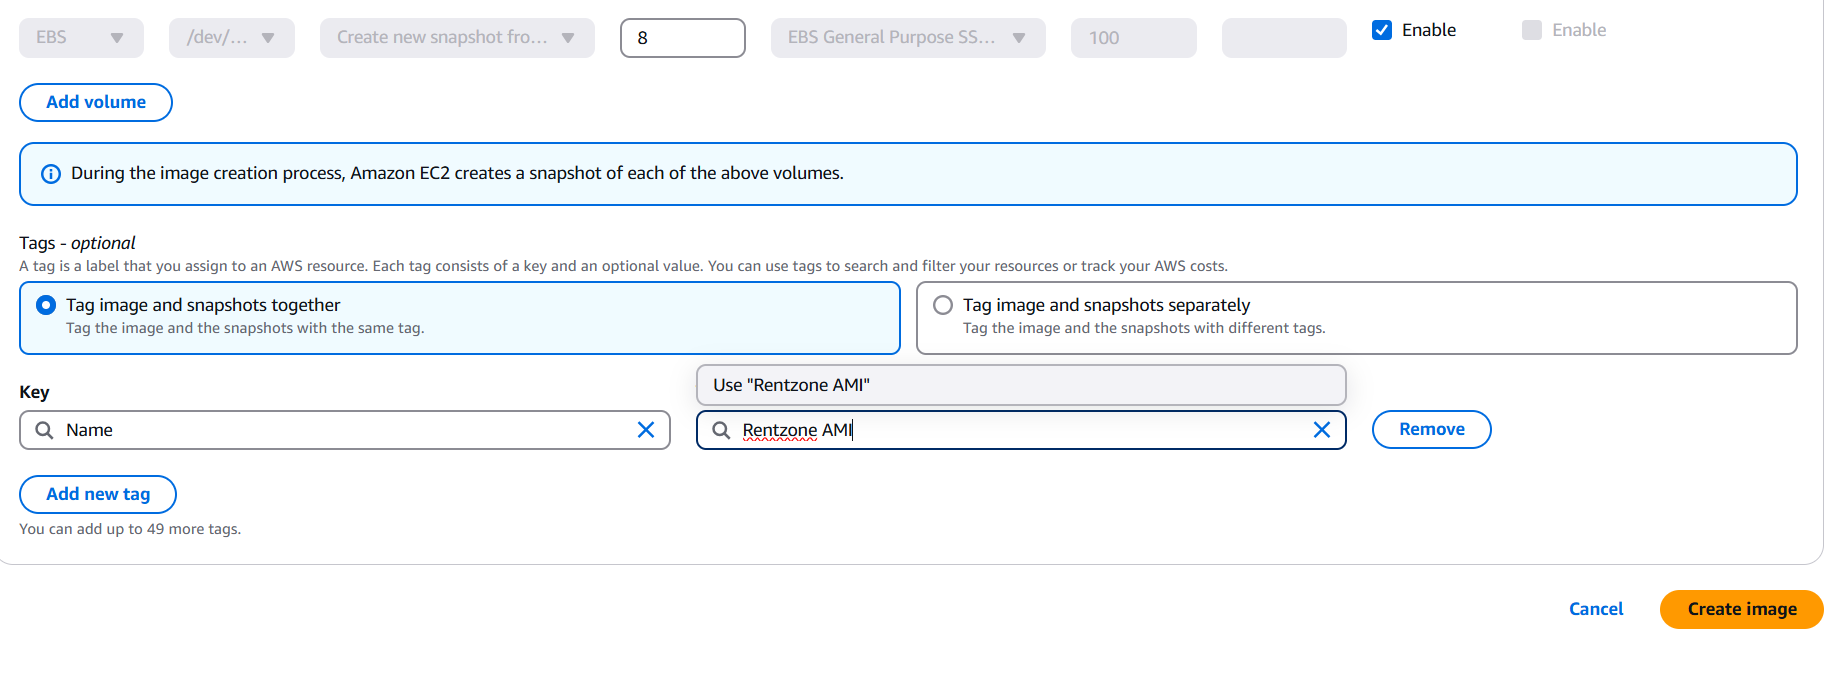 EBS /dev/... Create new snapshot fro... 8 EBS General Purpose SS... 100 Enable Enable
Add volume
During the image creation process, Amazon EC2 creates a snapshot of each of the above volumes.
Tags - optional
A tag is a label that you assign to an AWS resource. Each tag consists of a key and an optional value. You can use tags to search and filter your resources or track your AWS costs.
Tag image and snapshots together
Tag the image and the snapshots with the same tag.
Tag image and snapshots separately
Tag the image and the snapshots with different tags.
Key
Use "Rentzone AMI"
Name
Rentzone AMI
Remove
Add new tag
You can add up to 49 more tags.
Cancel
Create image